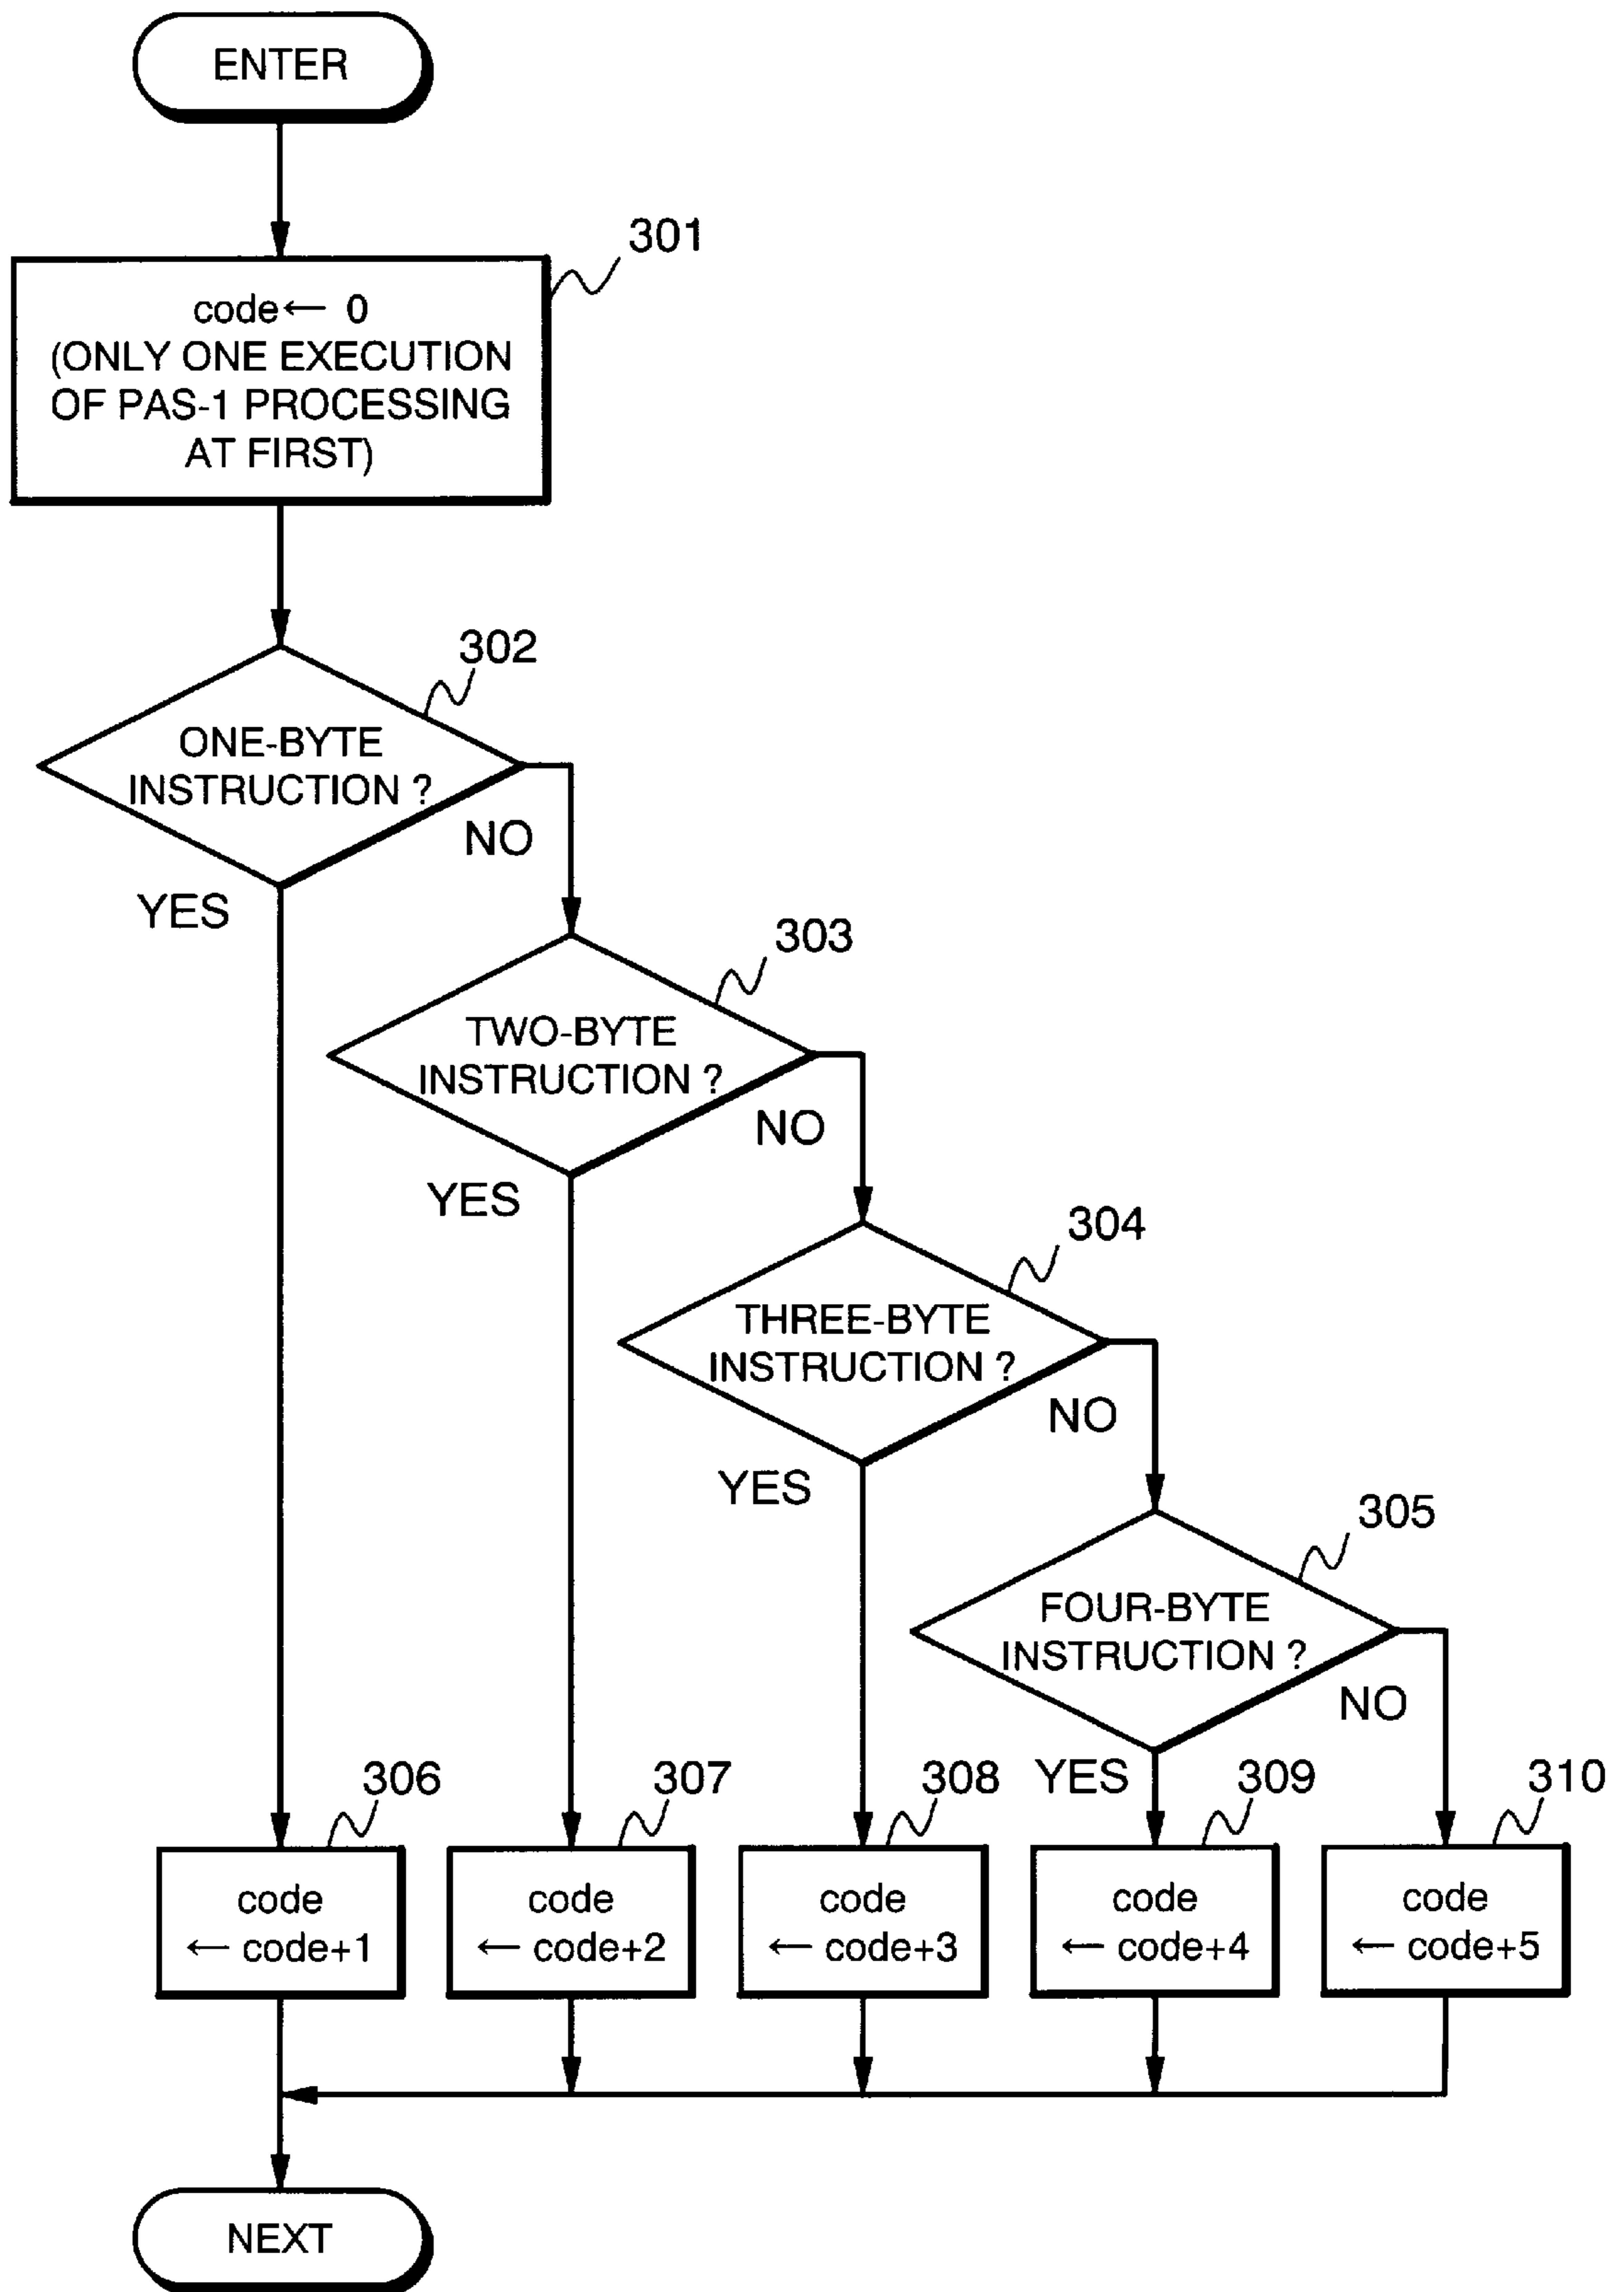 ENTER
301
code ← 0
(ONLY ONE EXECUTION
OF PAS-1 PROCESSING
AT FIRST)
302
ONE-BYTE
INSTRUCTION ?
NO
YES
303
TWO-BYTE
INSTRUCTION ?
NO
YES
304
THREE-BYTE
INSTRUCTION ?
NO
YES
305
FOUR-BYTE
INSTRUCTION ?
NO
YES
306
code
← code+1
307
code
← code+2
308
code
← code+3
309
code
← code+4
310
code
← code+5
NEXT